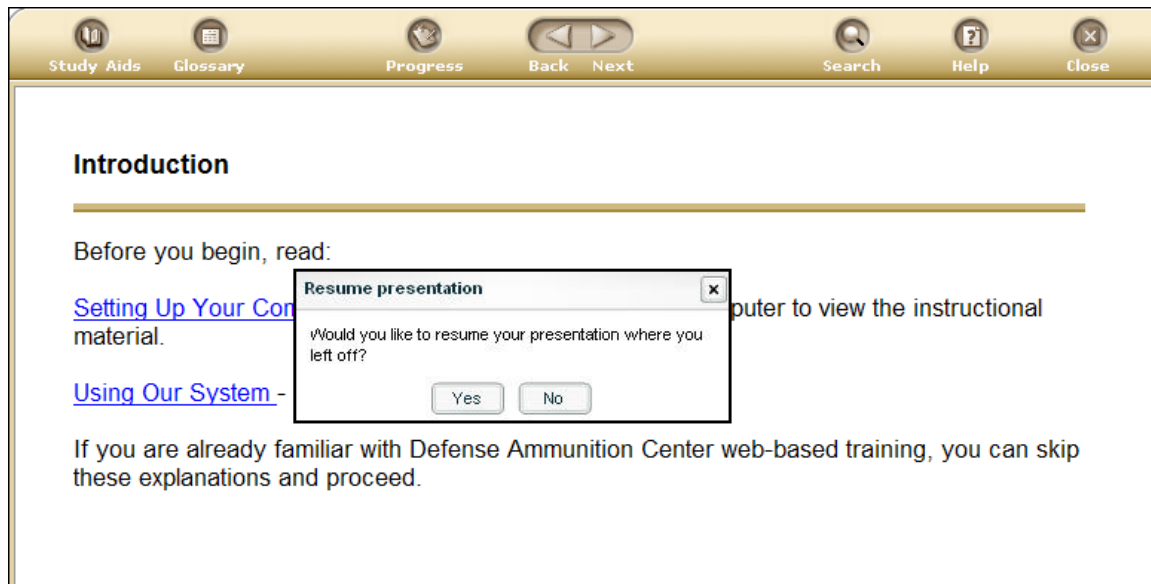 Study Aids Glossary Progress Back Next Search Help Close
Introduction
Before you begin, read:
Setting Up Your Com puter to view the instructional
material.
Using Our System -
Resume presentation
Would you like to resume your presentation where you
left off?
Yes No
If you are already familiar with Defense Ammunition Center web-based training, you can skip
these explanations and proceed.